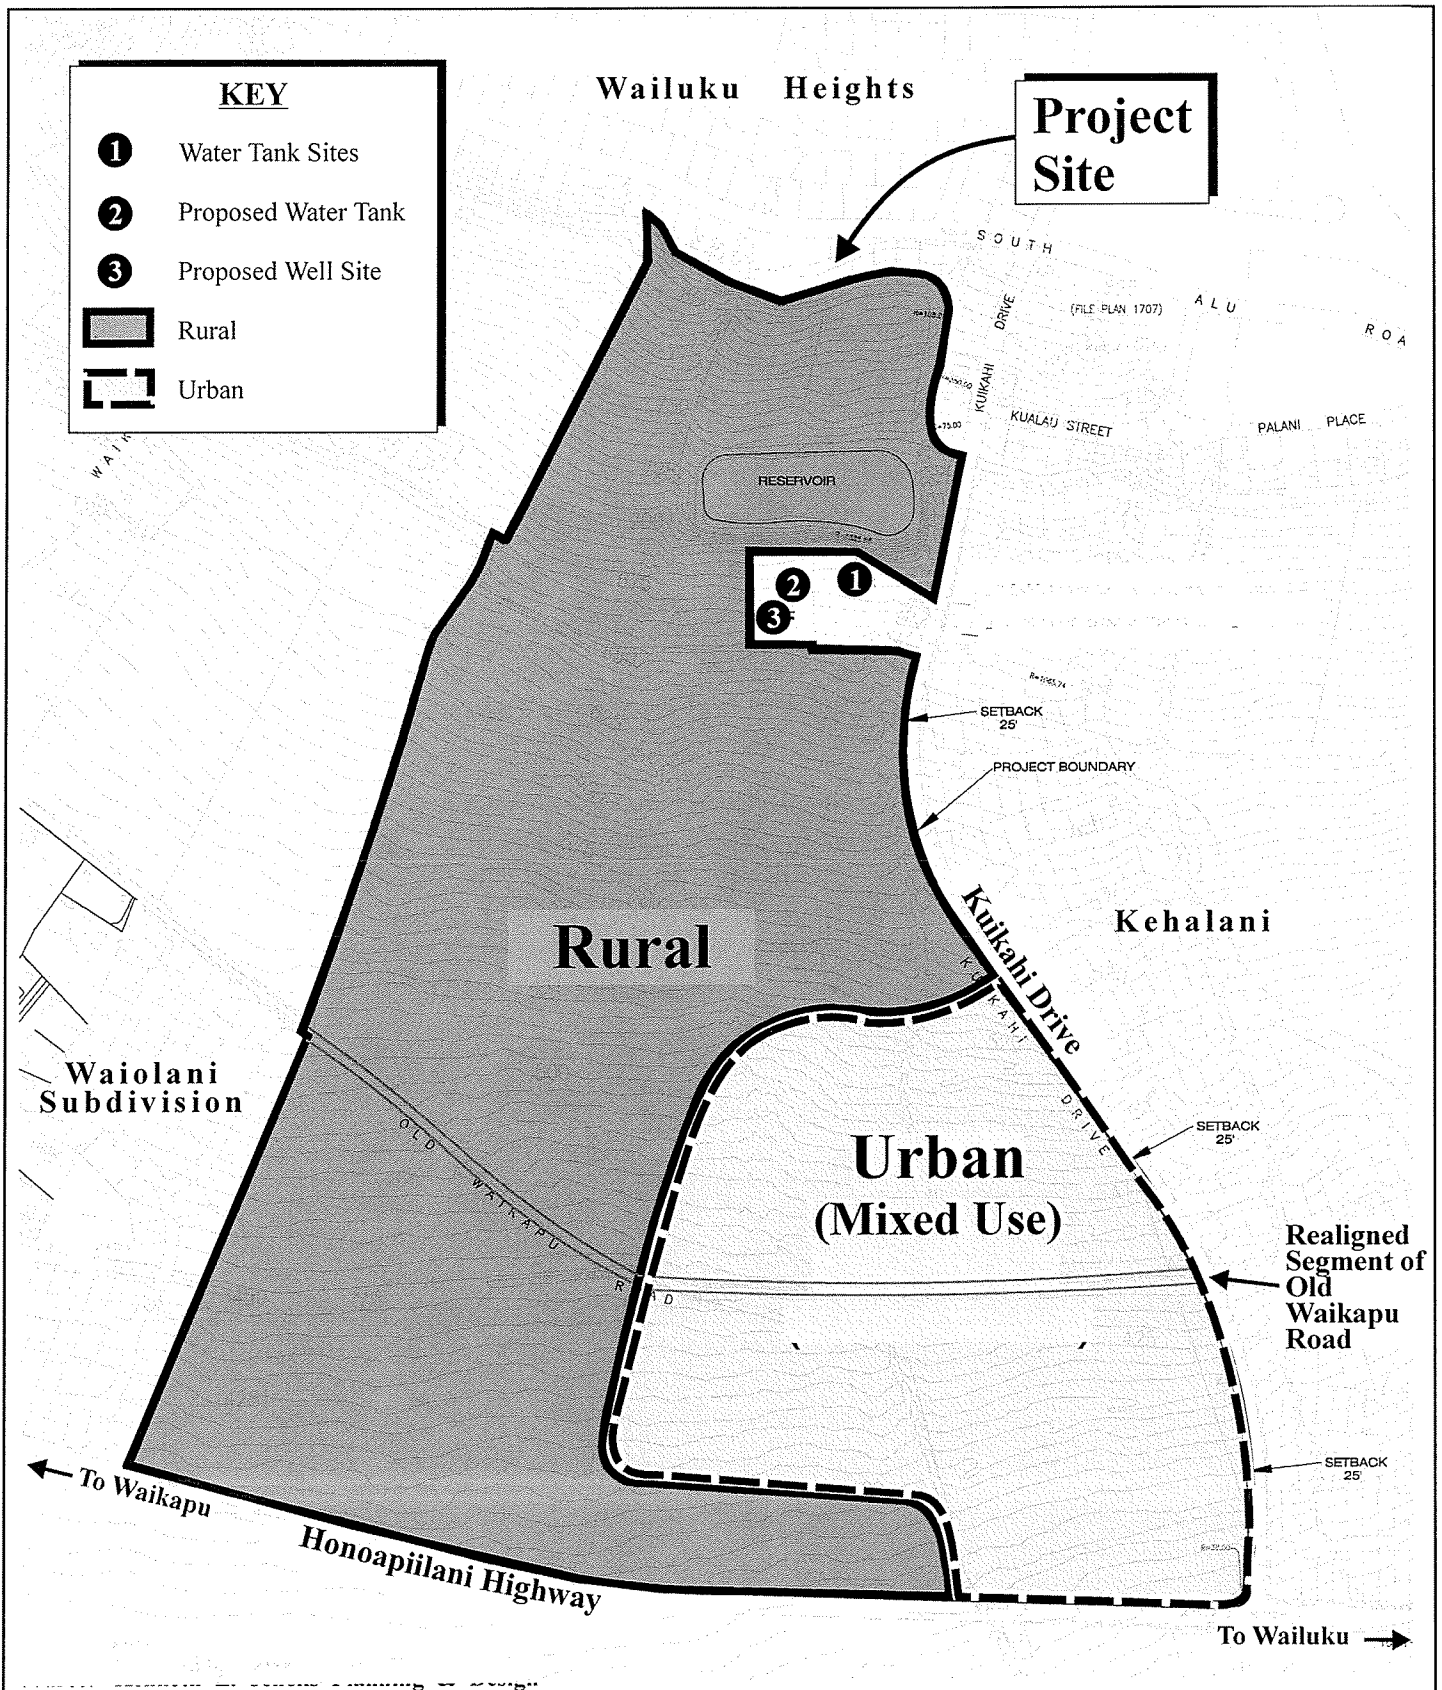 KEY
1 Water Tank Sites
2 Proposed Water Tank
3 Proposed Well Site
Rural
Urban
Wailuku Heights
Project
Site
SOUTH
ALU
ROA
(FILE PLAN 1707)
KUIKAHI DRIVE
KUALAU STREET
PALANI PLACE
WAIK
RESERVOIR
2
1
3
R=1065.74
SETBACK
25'
PROJECT BOUNDARY
Kehalani
Kuikahi Drive
KUIKAHI DRIVE
Rural
Waiolani
Subdivision
OLD WAIKAPU ROAD
Urban
(Mixed Use)
SETBACK
25'
Realigned
Segment of
Old
Waikapu
Road
SETBACK
25'
To Waikapu
Honoapiilani Highway
To Wailuku